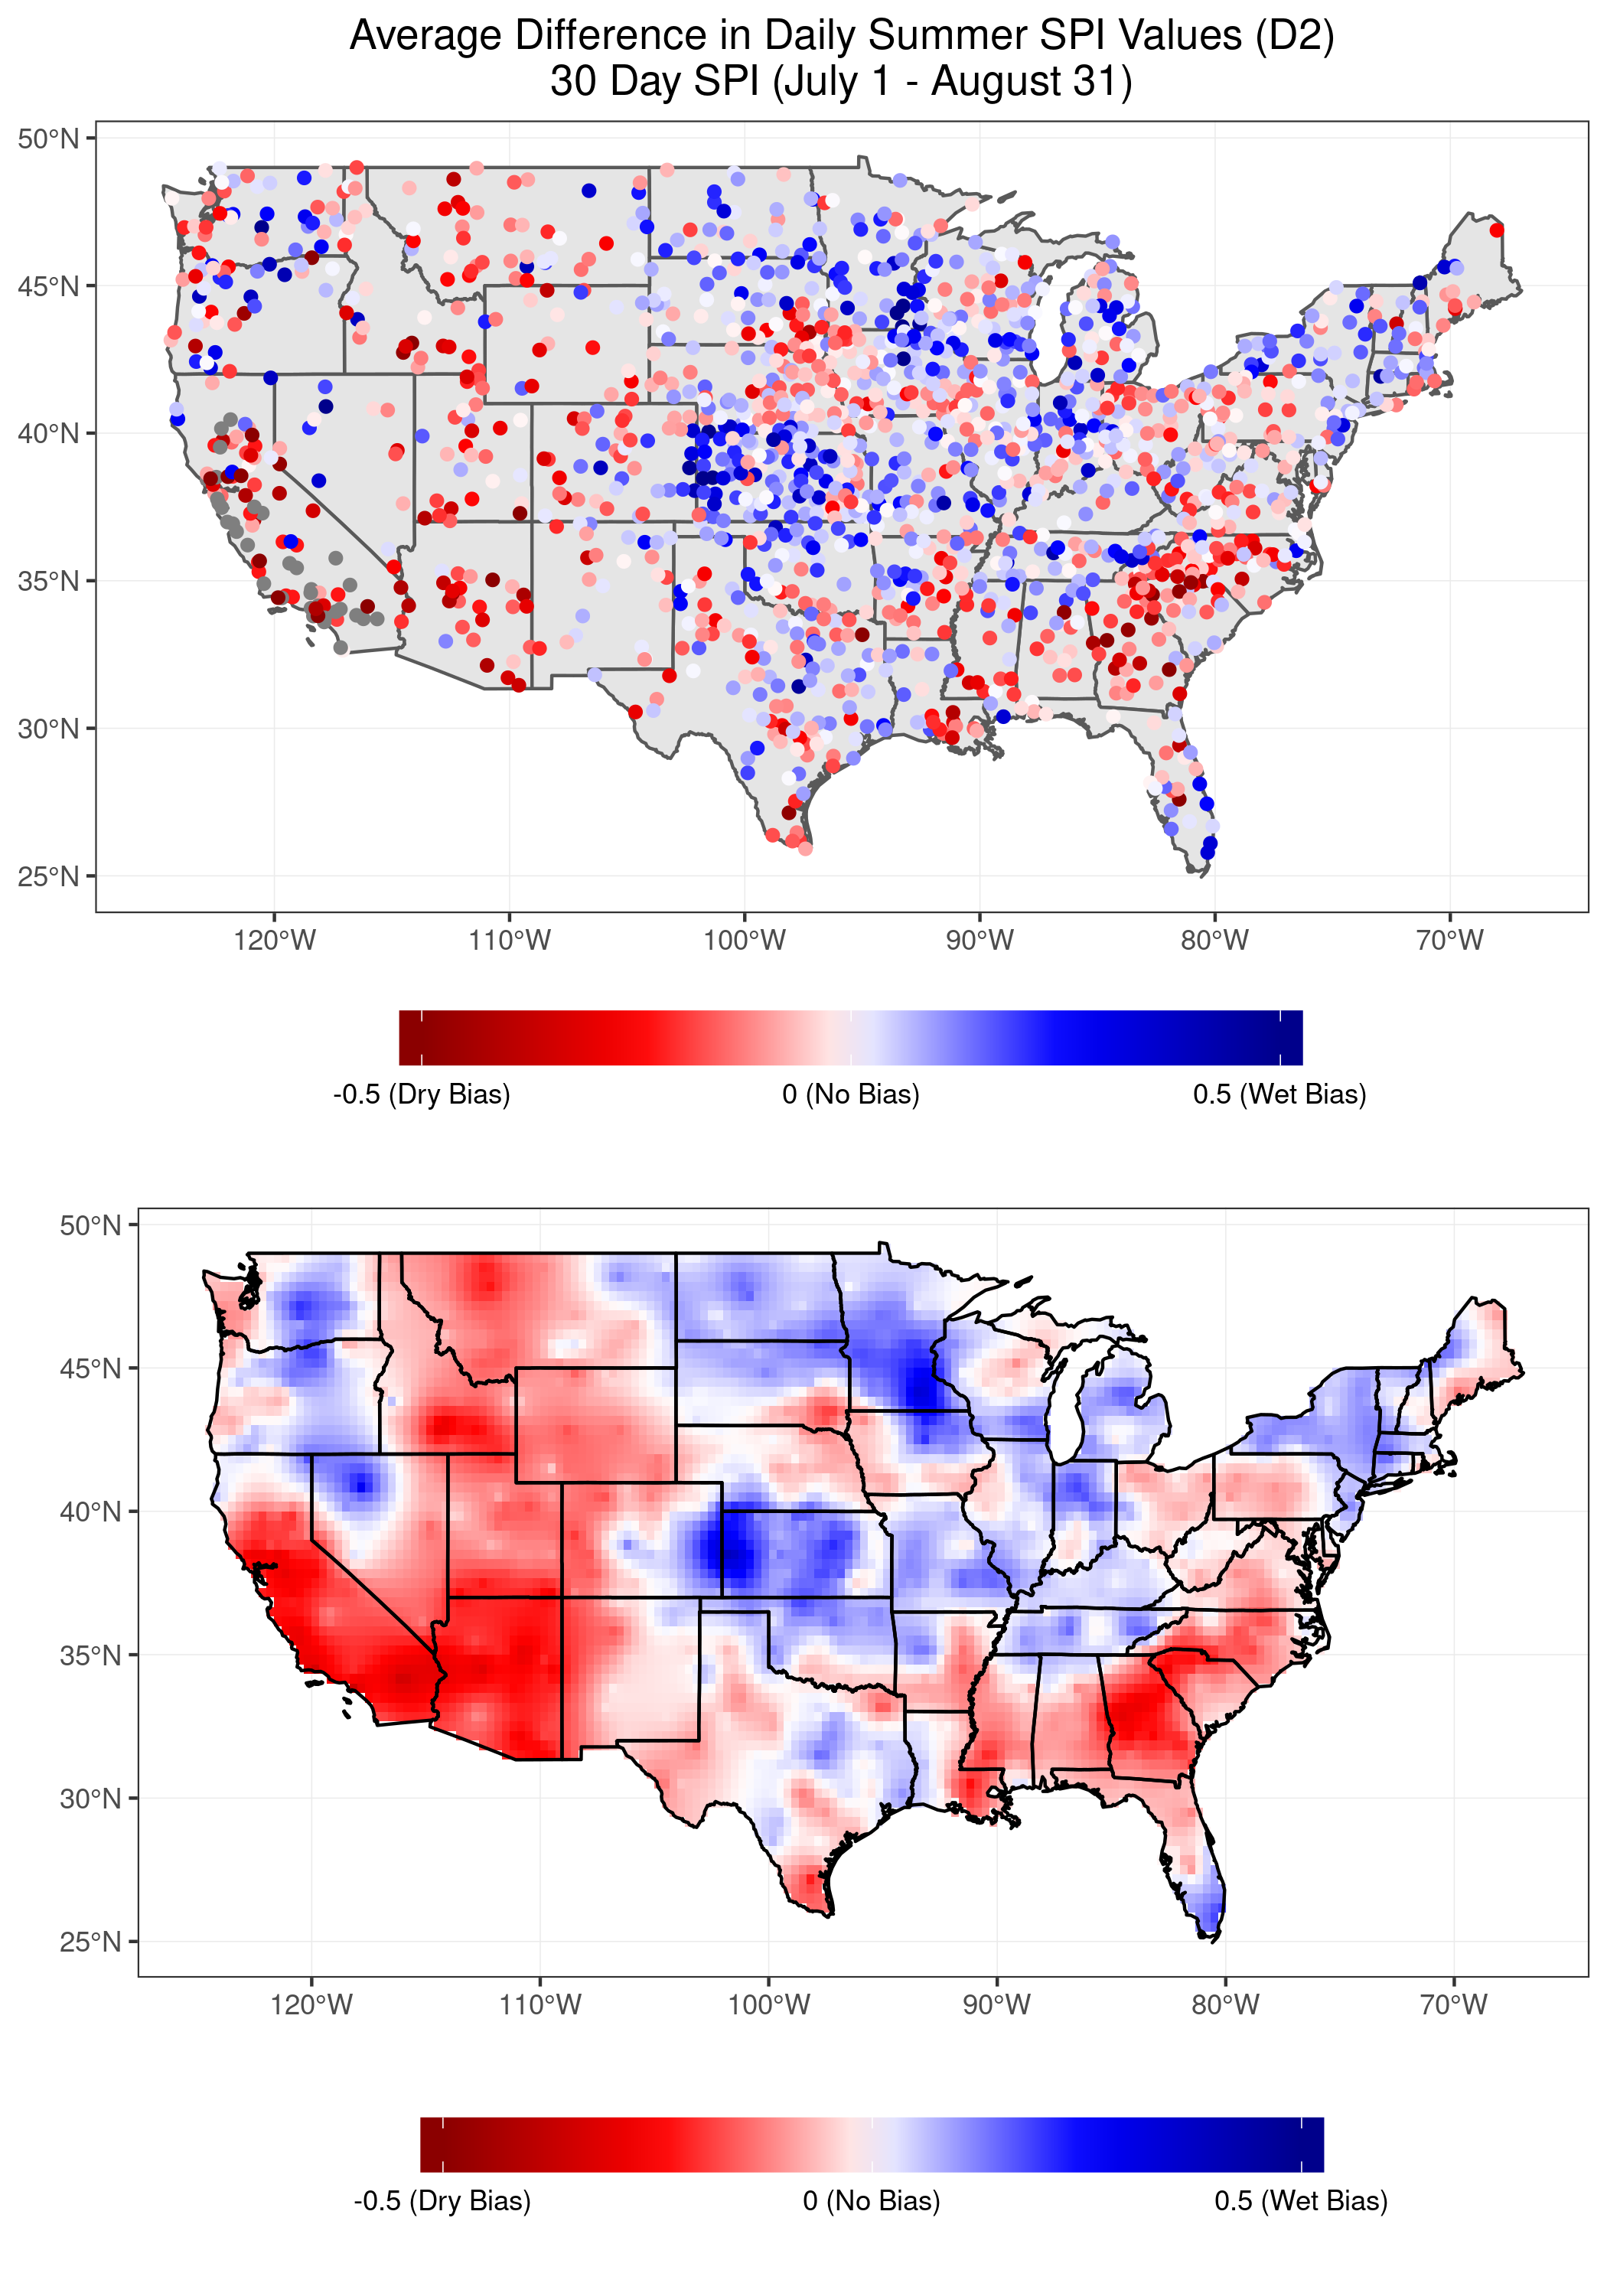 Average Difference in Daily Summer SPI Values (D2)
30 Day SPI (July 1 - August 31)
50°N
45°N
40°N
35°N
30°N
25°N
120°W 110°W 100°W 90°W 80°W 70°W
-0.5 (Dry Bias) 0 (No Bias) 0.5 (Wet Bias)
50°N
45°N
40°N
35°N
30°N
25°N
120°W 110°W 100°W 90°W 80°W 70°W
-0.5 (Dry Bias) 0 (No Bias) 0.5 (Wet Bias)